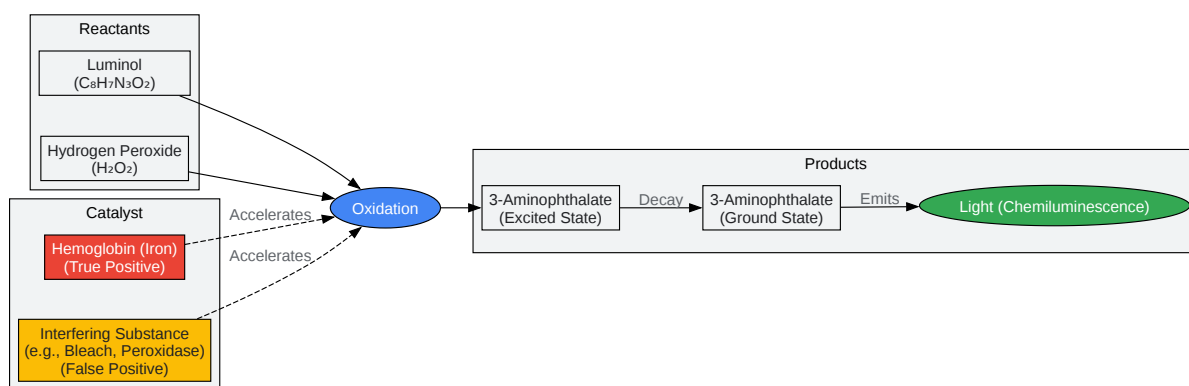 Reactants
Luminol
(C₈H₇N₃O₂)
Hydrogen Peroxide
(H₂O₂)
Catalyst
Hemoglobin (Iron)
(True Positive)
Interfering Substance
(e.g., Bleach, Peroxidase)
(False Positive)
Accelerates
Accelerates
Oxidation
Products
3-Aminophthalate
(Excited State)
Decay
3-Aminophthalate
(Ground State)
Emits
Light (Chemiluminescence)